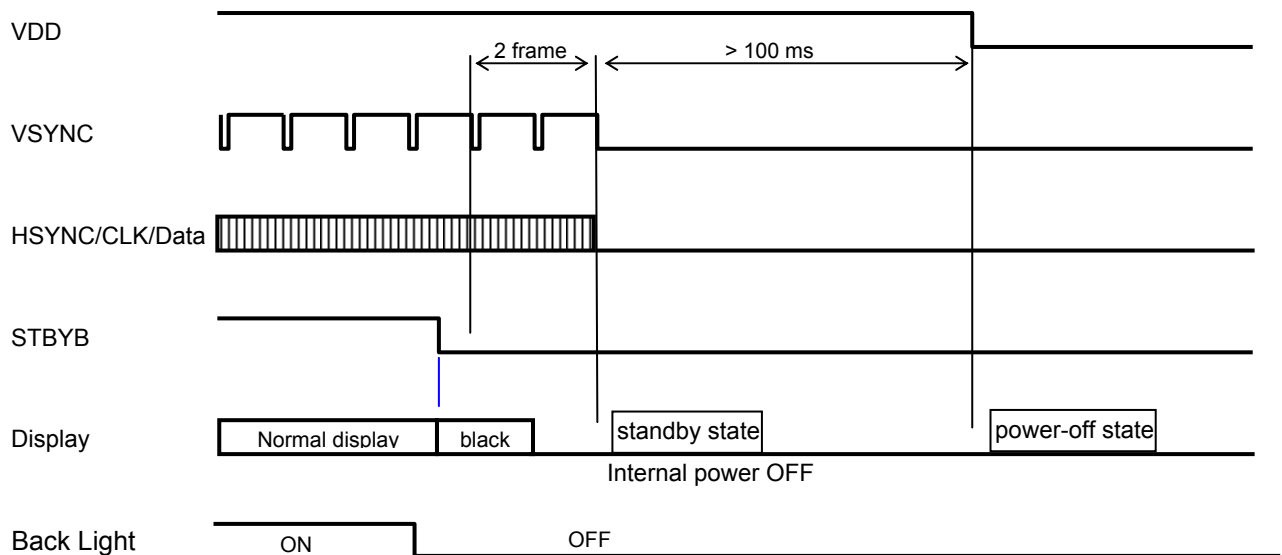 VDD
2 frame
> 100 ms
VSYNC
HSYNC/CLK/Data
STBYB
Display
Normal display
black
standby state
power-off state
Internal power OFF
Back Light
ON
OFF